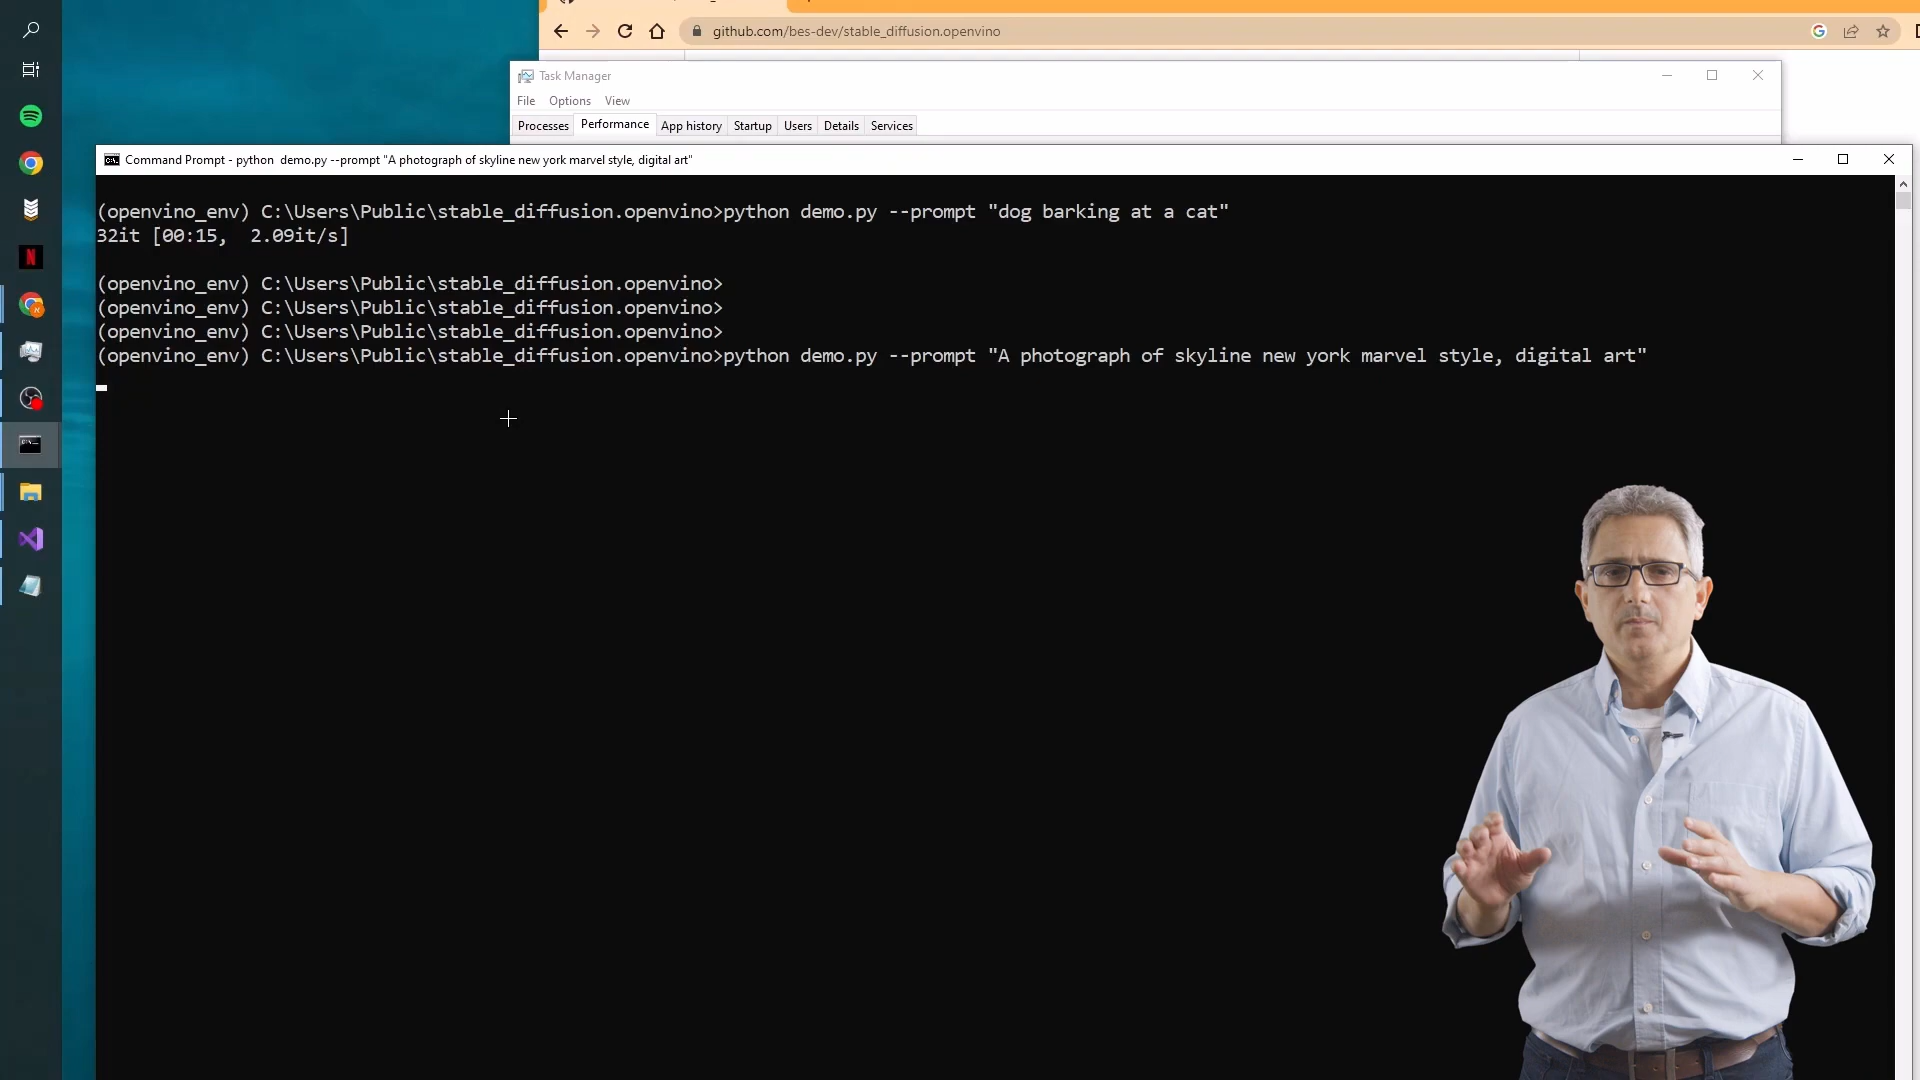 github.com/bes-dev/stable_diffusion.openvino
Task Manager
File Options View
Processes Performance App history Startup Users Details Services
Command Prompt - python  demo.py --prompt "A photograph of skyline new york marvel style, digital art"
(openvino_env) C:\Users\Public\stable_diffusion.openvino>python demo.py --prompt "dog barking at a cat"
32it [00:15,  2.09it/s]
(openvino_env) C:\Users\Public\stable_diffusion.openvino>
(openvino_env) C:\Users\Public\stable_diffusion.openvino>
(openvino_env) C:\Users\Public\stable_diffusion.openvino>
(openvino_env) C:\Users\Public\stable_diffusion.openvino>python demo.py --prompt "A photograph of skyline new york marvel style, digital art"